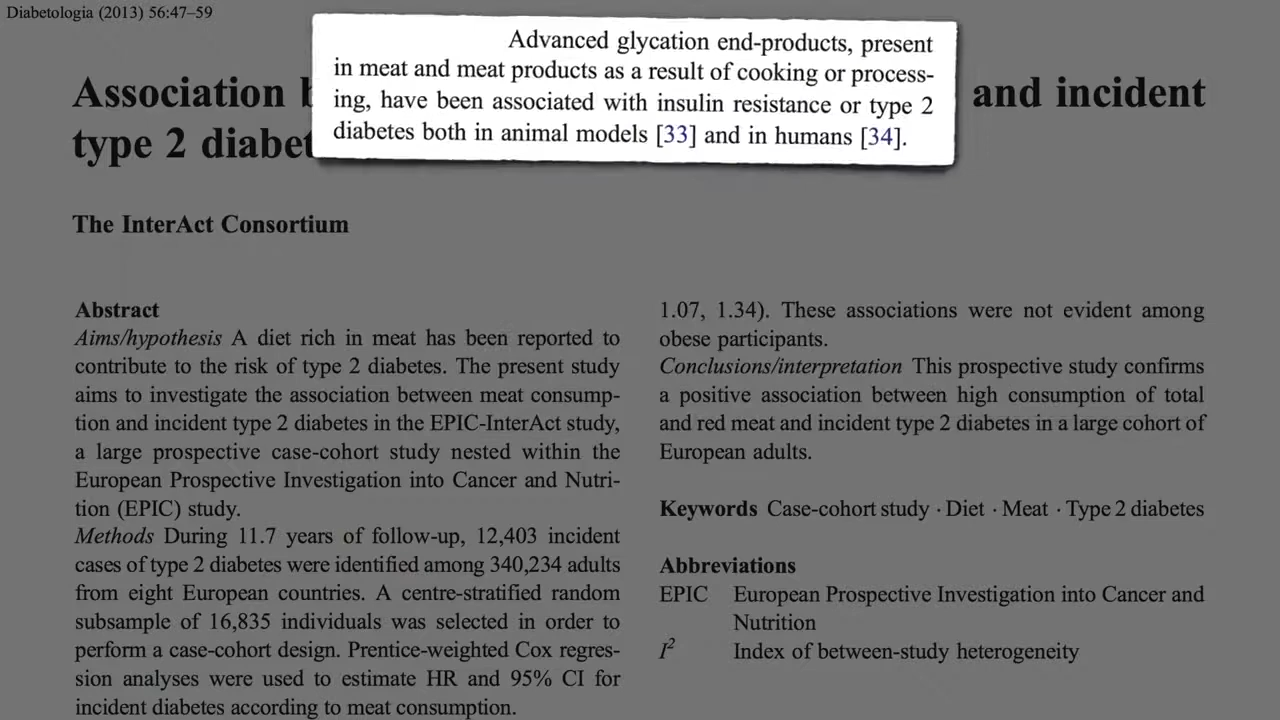 Diabetologia (2013) 56:47–59
Advanced glycation end-products, present
in meat and meat products as a result of cooking or process-
ing, have been associated with insulin resistance or type 2
diabetes both in animal models [33] and in humans [34].
Association and incident
type 2
The InterAct Consortium
Abstract
Aims/hypothesis A diet rich in meat has been reported to
contribute to the risk of type 2 diabetes. The present study
aims to investigate the association between meat consump-
tion and incident type 2 diabetes in the EPIC-InterAct study,
a large prospective case-cohort study nested within the
European Prospective Investigation into Cancer and Nutri-
tion (EPIC) study.
Methods During 11.7 years of follow-up, 12,403 incident
cases of type 2 diabetes were identified among 340,234 adults
from eight European countries. A centre-stratified random
subsample of 16,835 individuals was selected in order to
perform a case-cohort design. Prentice-weighted Cox regres-
sion analyses were used to estimate HR and 95% CI for
incident diabetes according to meat consumption.
1.07, 1.34). These associations were not evident among
obese participants.
Conclusions/interpretation This prospective study confirms
a positive association between high consumption of total
and red meat and incident type 2 diabetes in a large cohort of
European adults.
Keywords Case-cohort study · Diet · Meat · Type 2 diabetes
Abbreviations
EPIC European Prospective Investigation into Cancer and
Nutrition
I² Index of between-study heterogeneity